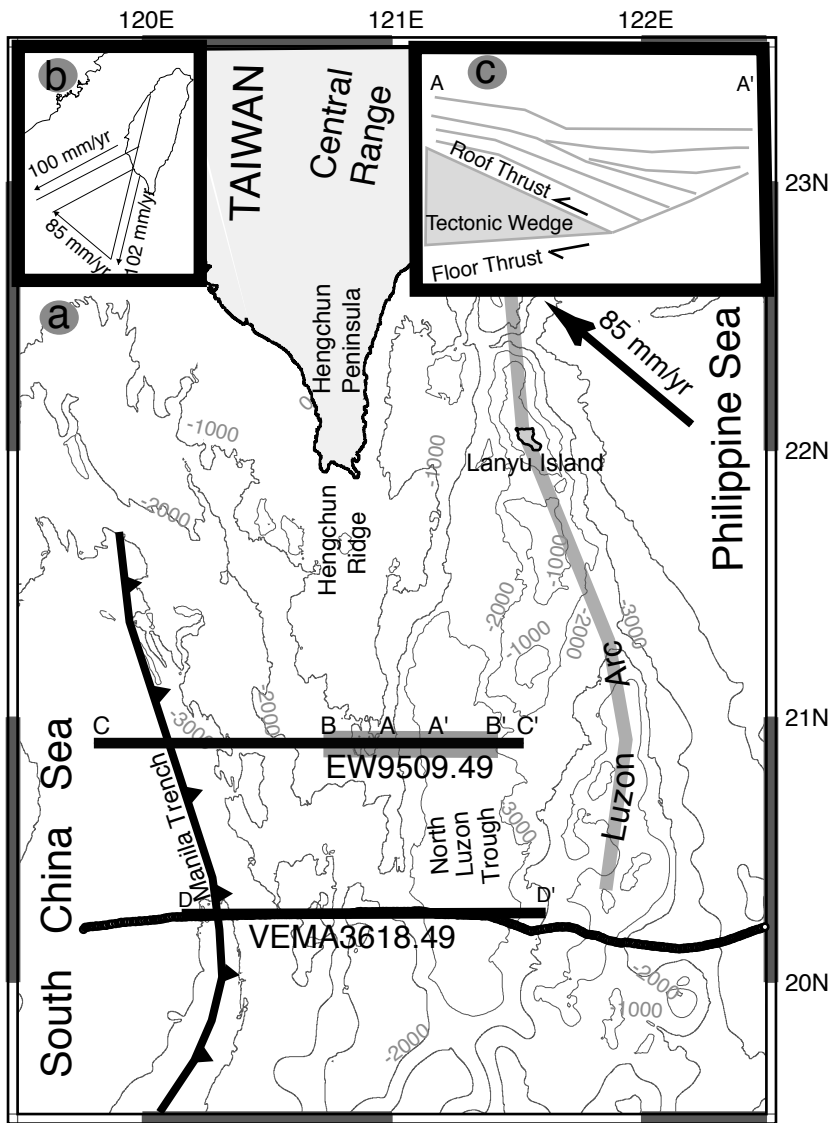 120E
121E
122E
b
100 mm/yr
85 mm/yr
102 mm/yr
TAIWAN
Central
Range
c
A
A'
Roof Thrust
Tectonic Wedge
Floor Thrust
23N
a
Hengchun
Peninsula
0
85 mm/yr
Philippine Sea
-1000
-1000
22N
Lanyu Island
-2000
Hengchun
Ridge
-1000
-2000
-2000
-3000
-1000
Arc
-2000
21N
C
B
A
A'
B'
C'
-3000
EW9509.49
Manila Trench
South China Sea
North
Luzon
Trough
-3000
Luzon
D
D'
VEMA3618.49
20N
-2000
-1000
-2000